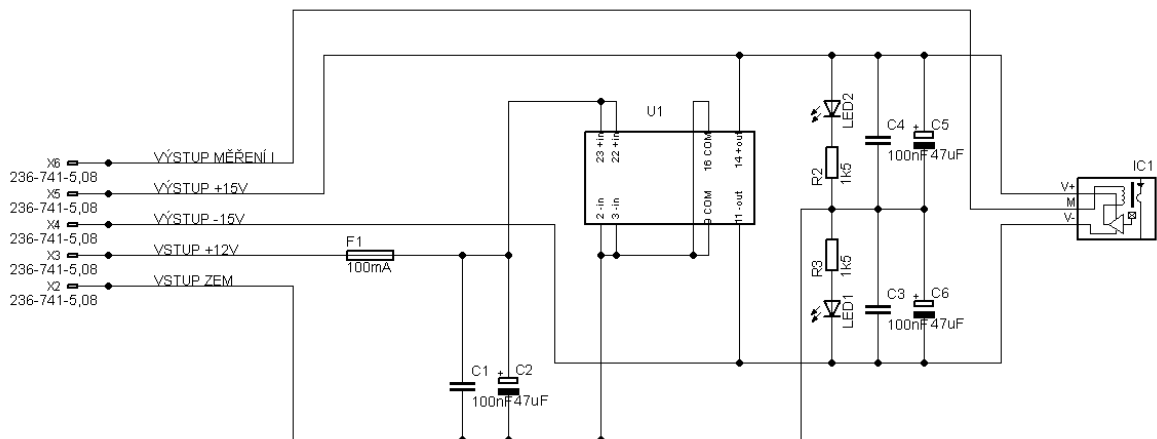 X6
236-741-5,08
VÝSTUP MĚŘENÍ I
X5
236-741-5,08
VÝSTUP +15V
X4
236-741-5,08
VÝSTUP -15V
X3
236-741-5,08
VSTUP +12V
X2
236-741-5,08
VSTUP ZEM
F1
100mA
C1
100nF
+
C2
47uF
U1
23 +in
22 +in
16 COM
14 +out
2 -in
3 -in
9 COM
11 -out
LED2
R2
1k5
C4
100nF
+
C5
47uF
R3
1k5
LED1
C3
100nF
+
C6
47uF
IC1
V+
M
V-